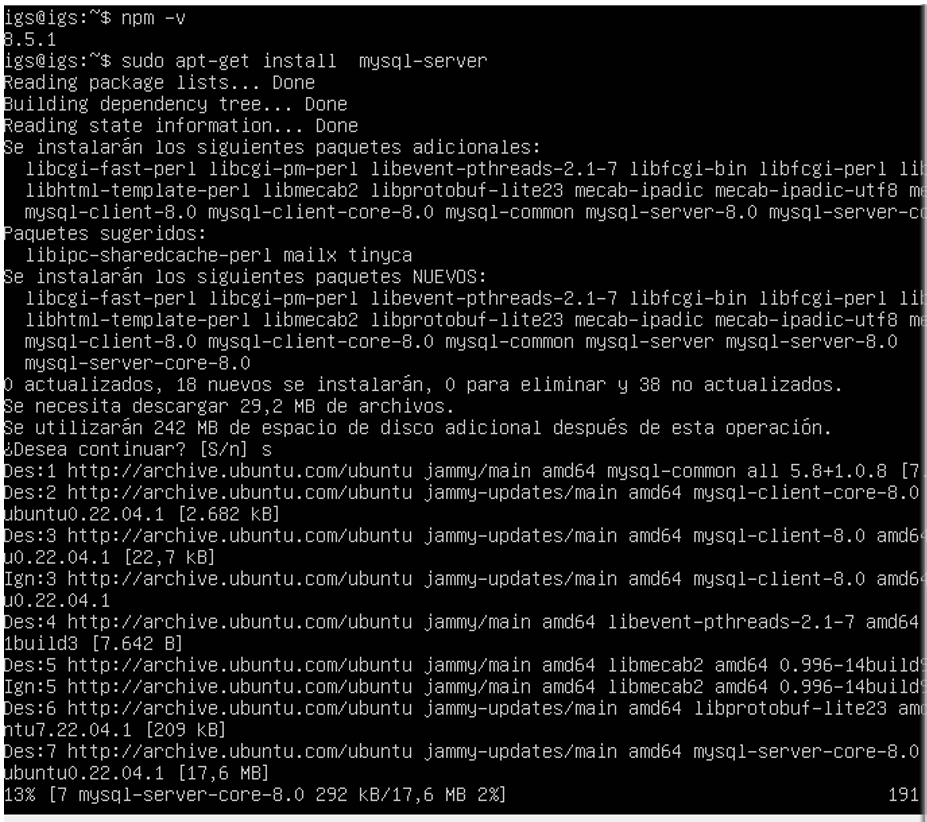 igs@igs:~$ npm -v
8.5.1
igs@igs:~$ sudo apt-get install  mysql-server
Reading package lists... Done
Building dependency tree... Done
Reading state information... Done
Se instalarán los siguientes paquetes adicionales:
  libcgi-fast-perl libcgi-pm-perl libevent-pthreads-2.1-7 libfcgi-bin libfcgi-perl lib
  libhtml-template-perl libmecab2 libprotobuf-lite23 mecab-ipadic mecab-ipadic-utf8 me
  mysql-client-8.0 mysql-client-core-8.0 mysql-common mysql-server-8.0 mysql-server-co
Paquetes sugeridos:
  libipc-sharedcache-perl mailx tinyca
Se instalarán los siguientes paquetes NUEVOS:
  libcgi-fast-perl libcgi-pm-perl libevent-pthreads-2.1-7 libfcgi-bin libfcgi-perl lib
  libhtml-template-perl libmecab2 libprotobuf-lite23 mecab-ipadic mecab-ipadic-utf8 me
  mysql-client-8.0 mysql-client-core-8.0 mysql-common mysql-server mysql-server-8.0
  mysql-server-core-8.0
0 actualizados, 18 nuevos se instalarán, 0 para eliminar y 38 no actualizados.
Se necesita descargar 29,2 MB de archivos.
Se utilizarán 242 MB de espacio de disco adicional después de esta operación.
¿Desea continuar? [S/n] s
Des:1 http://archive.ubuntu.com/ubuntu jammy/main amd64 mysql-common all 5.8+1.0.8 [7.
Des:2 http://archive.ubuntu.com/ubuntu jammy-updates/main amd64 mysql-client-core-8.0
ubuntu0.22.04.1 [2.682 kB]
Des:3 http://archive.ubuntu.com/ubuntu jammy-updates/main amd64 mysql-client-8.0 amd64
u0.22.04.1 [22,7 kB]
Ign:3 http://archive.ubuntu.com/ubuntu jammy-updates/main amd64 mysql-client-8.0 amd64
u0.22.04.1
Des:4 http://archive.ubuntu.com/ubuntu jammy/main amd64 libevent-pthreads-2.1-7 amd64
1build3 [7.642 B]
Des:5 http://archive.ubuntu.com/ubuntu jammy/main amd64 libmecab2 amd64 0.996-14build9
Ign:5 http://archive.ubuntu.com/ubuntu jammy/main amd64 libmecab2 amd64 0.996-14build9
Des:6 http://archive.ubuntu.com/ubuntu jammy-updates/main amd64 libprotobuf-lite23 amd
ntu7.22.04.1 [209 kB]
Des:7 http://archive.ubuntu.com/ubuntu jammy-updates/main amd64 mysql-server-core-8.0
ubuntu0.22.04.1 [17,6 MB]
13% [7 mysql-server-core-8.0 292 kB/17,6 MB 2%] 191